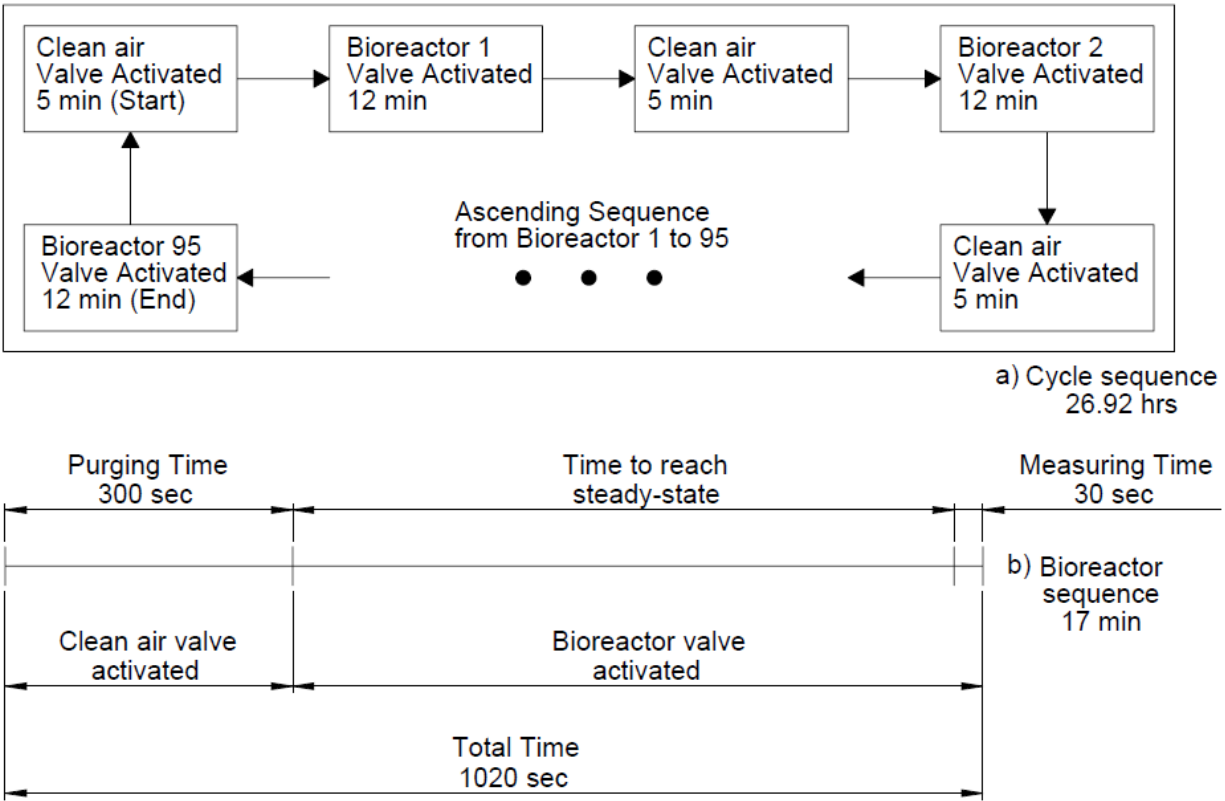 Clean air
Valve Activated
5 min (Start)
Bioreactor 1
Valve Activated
12 min
Clean air
Valve Activated
5 min
Bioreactor 2
Valve Activated
12 min
Bioreactor 95
Valve Activated
12 min (End)
Ascending Sequence
from Bioreactor 1 to 95
Clean air
Valve Activated
5 min
a) Cycle sequence
26.92 hrs
Purging Time
300 sec
Time to reach
steady-state
Measuring Time
30 sec
b) Bioreactor
sequence
17 min
Clean air valve
activated
Bioreactor valve
activated
Total Time
1020 sec